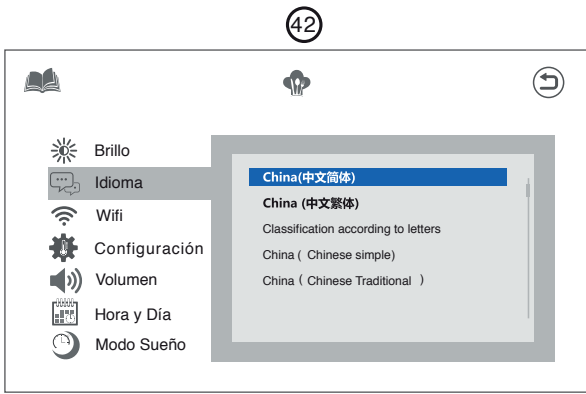 42
Brillo
Idioma
Wifi
Configuración
Volumen
Hora y Día
Modo Sueño
China(中文简体)
China (中文繁体)
Classification according to letters
China ( Chinese simple)
China ( Chinese Traditional )